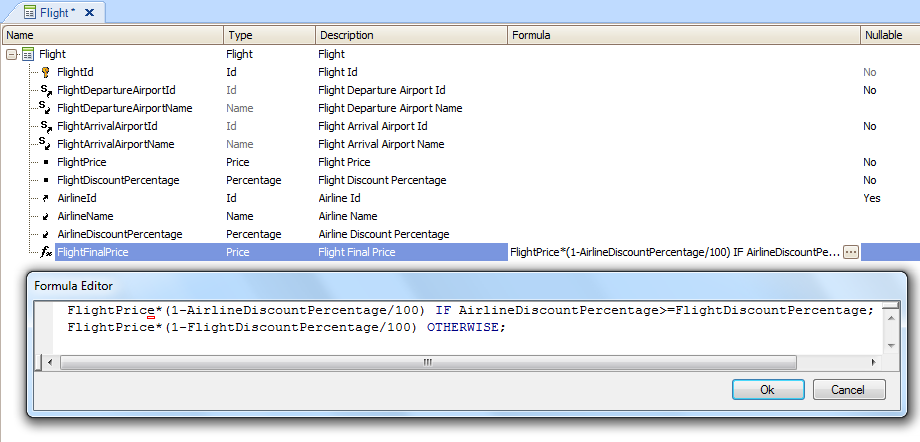 Flight *
Name Type Description Formula Nullable
Flight Flight Flight
FlightId Id Flight Id No
FlightDepartureAirportId Id Flight Departure Airport Id No
FlightDepartureAirportName Name Flight Departure Airport Name
FlightArrivalAirportId Id Flight Arrival Airport Id No
FlightArrivalAirportName Name Flight Arrival Airport Name
FlightPrice Price Flight Price No
FlightDiscountPercentage Percentage Flight Discount Percentage No
AirlineId Id Airline Id Yes
AirlineName Name Airline Name
AirlineDiscountPercentage Percentage Airline Discount Percentage
FlightFinalPrice Price Flight Final Price FlightPrice*(1-AirlineDiscountPercentage/100) IF AirlineDiscountPe... ...
Formula Editor
FlightPrice*(1-AirlineDiscountPercentage/100) IF AirlineDiscountPercentage>=FlightDiscountPercentage;
FlightPrice*(1-FlightDiscountPercentage/100) OTHERWISE;
Ok Cancel